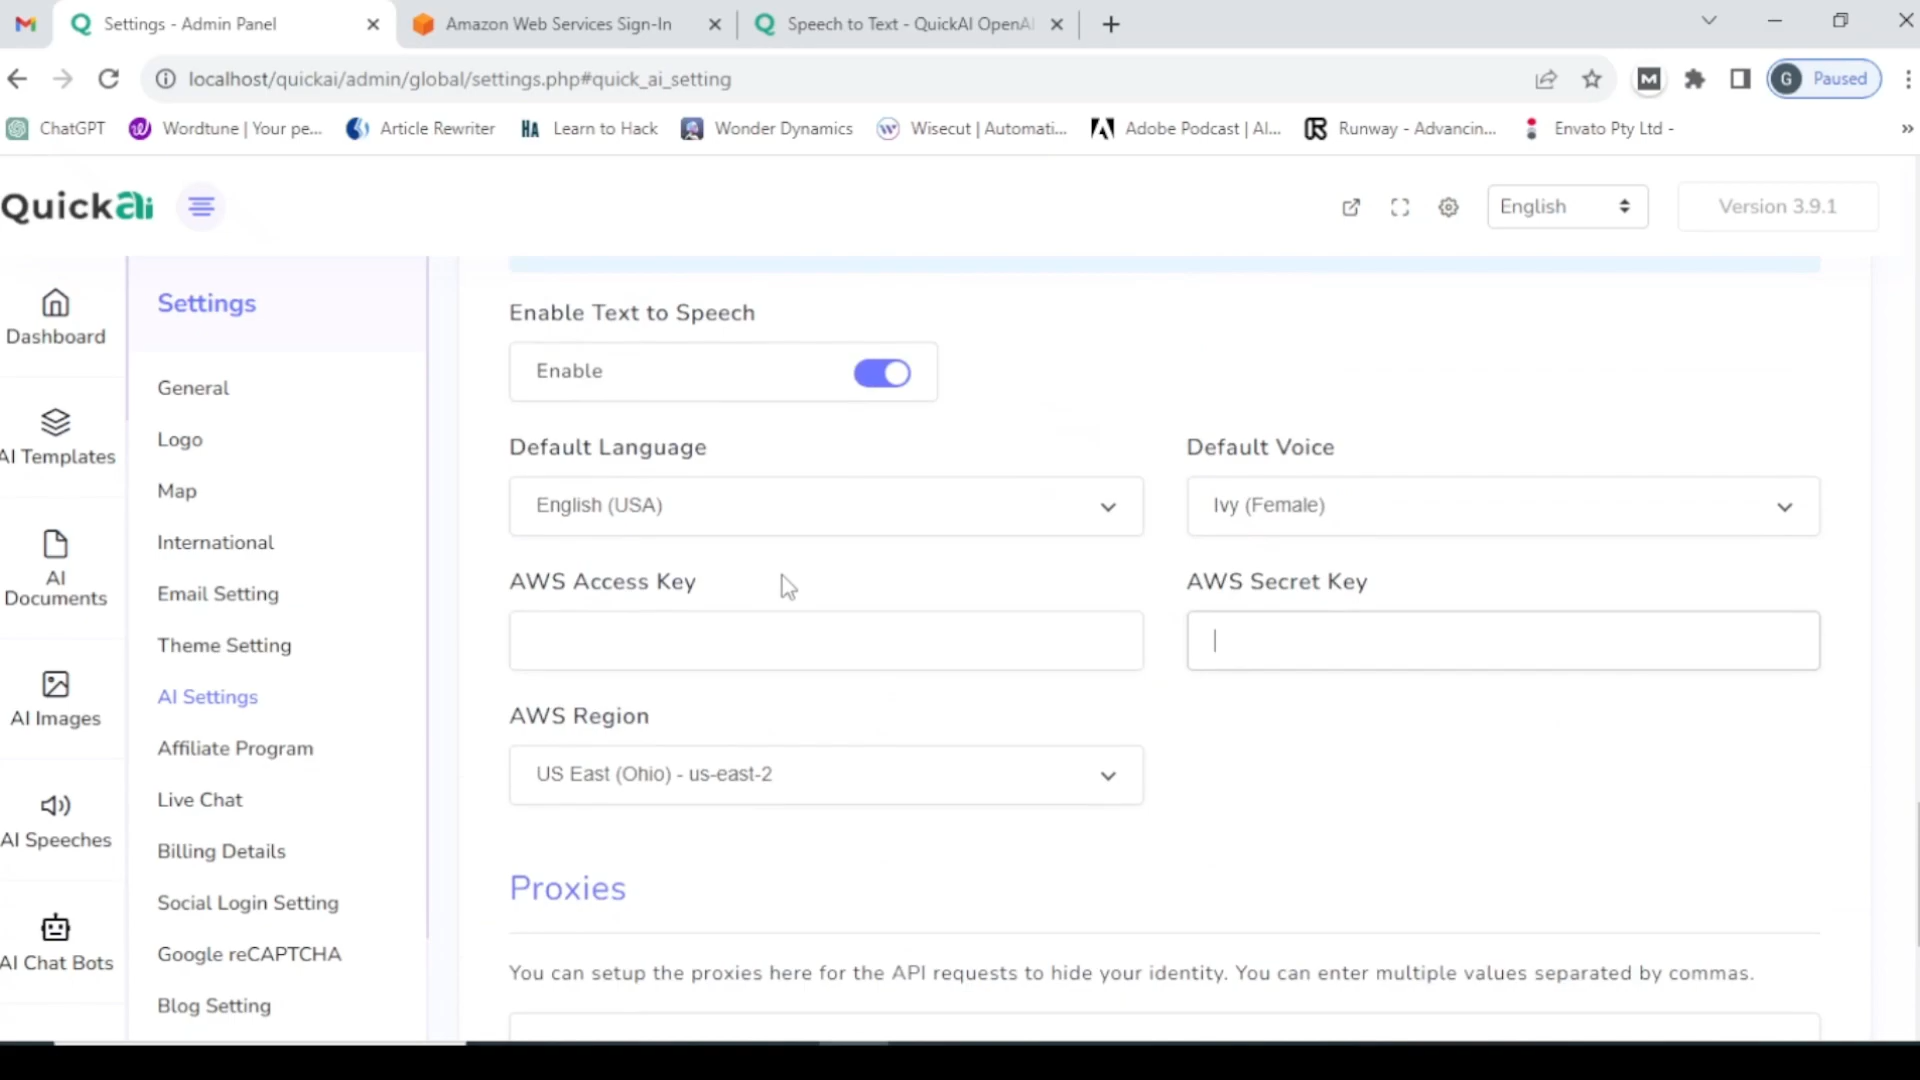 Settings - Admin Panel
Amazon Web Services Sign-In
Speech to Text - QuickAI OpenAI
localhost/quickai/admin/global/settings.php#quick_ai_setting
G Paused
ChatGPT
Wordtune | Your pe...
Article Rewriter
HA Learn to Hack
Wonder Dynamics
Wisecut | Automati...
Adobe Podcast | AI...
Runway - Advancin...
Envato Pty Ltd -
»
Quickai
English
Version 3.9.1
Dashboard
AI Templates
AI
Documents
AI Images
AI Speeches
AI Chat Bots
Settings
General
Logo
Map
International
Email Setting
Theme Setting
AI Settings
Affiliate Program
Live Chat
Billing Details
Social Login Setting
Google reCAPTCHA
Blog Setting
Enable Text to Speech
Enable
Default Language
English (USA)
Default Voice
Ivy (Female)
AWS Access Key
AWS Secret Key
AWS Region
US East (Ohio) - us-east-2
Proxies
You can setup the proxies here for the API requests to hide your identity. You can enter multiple values separated by commas.